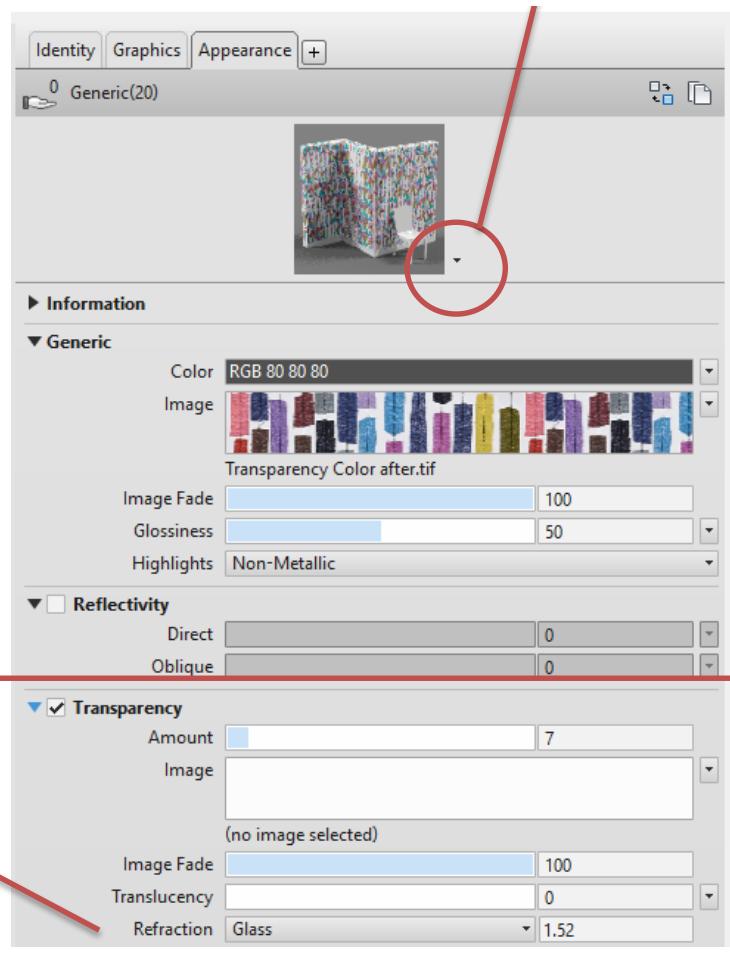 Identity Graphics Appearance +
0 Generic(20)
Information
Generic
Color RGB 80 80 80
Image
Transparency Color after.tif
Image Fade 100
Glossiness 50
Highlights Non-Metallic
Reflectivity
Direct 0
Oblique 0
Transparency
Amount 7
Image
(no image selected)
Image Fade 100
Translucency 0
Refraction Glass 1.52